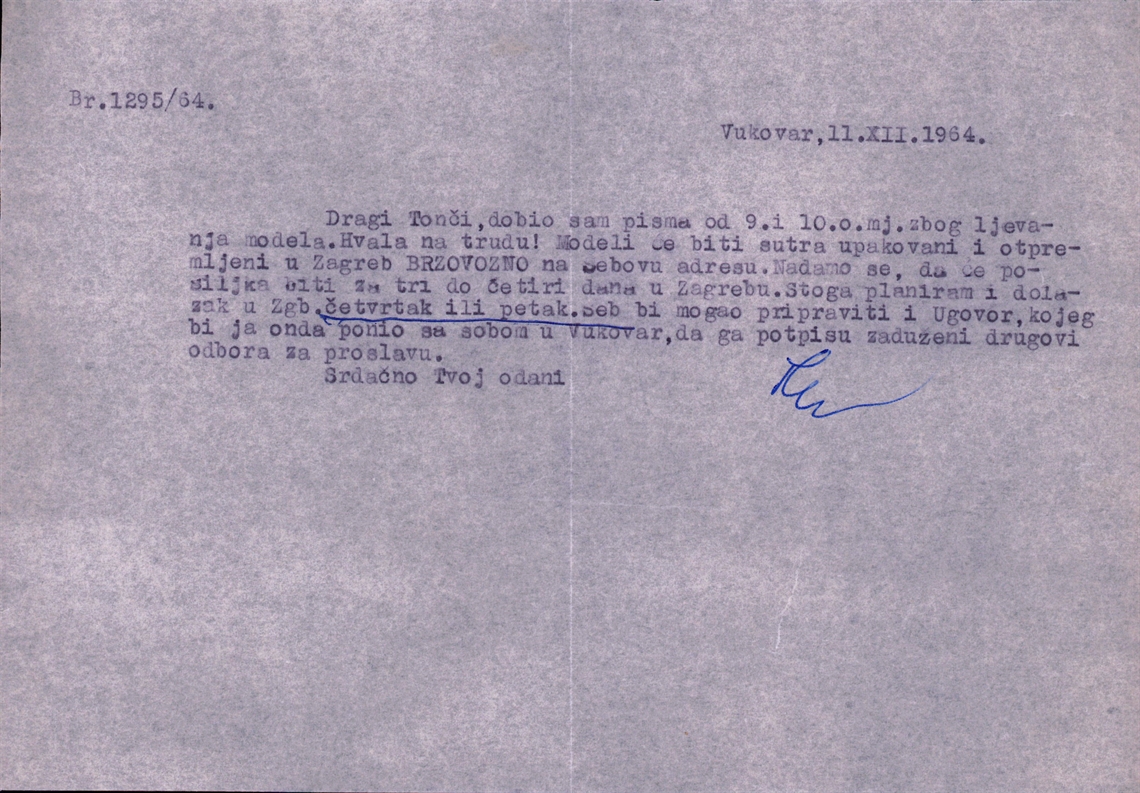 Br.1295/64.
Vukovar,11.XII.1964.
Dragi Tonči,dobio sam pisma od 9.i 10.o.mj.zbog ljeva-
nja modela.Hvala na trudu! Modeli će biti sutra upakovani i otpre-
mljeni u Zagreb BRZOVOZNO na Šebovu adresu.Nadamo se, da će po-
šiljka biti za tri do četiri dana u Zagrebu.Stoga planiram i dola-
zak u Zgb.četvrtak ili petak.Šeb bi mogao pripraviti i Ugovor,kojeg
bi ja onda ponio sa sobom u Vukovar,da ga potpišu zaduženi drugovi
odbora za proslavu.
Srdačno Tvoj odani